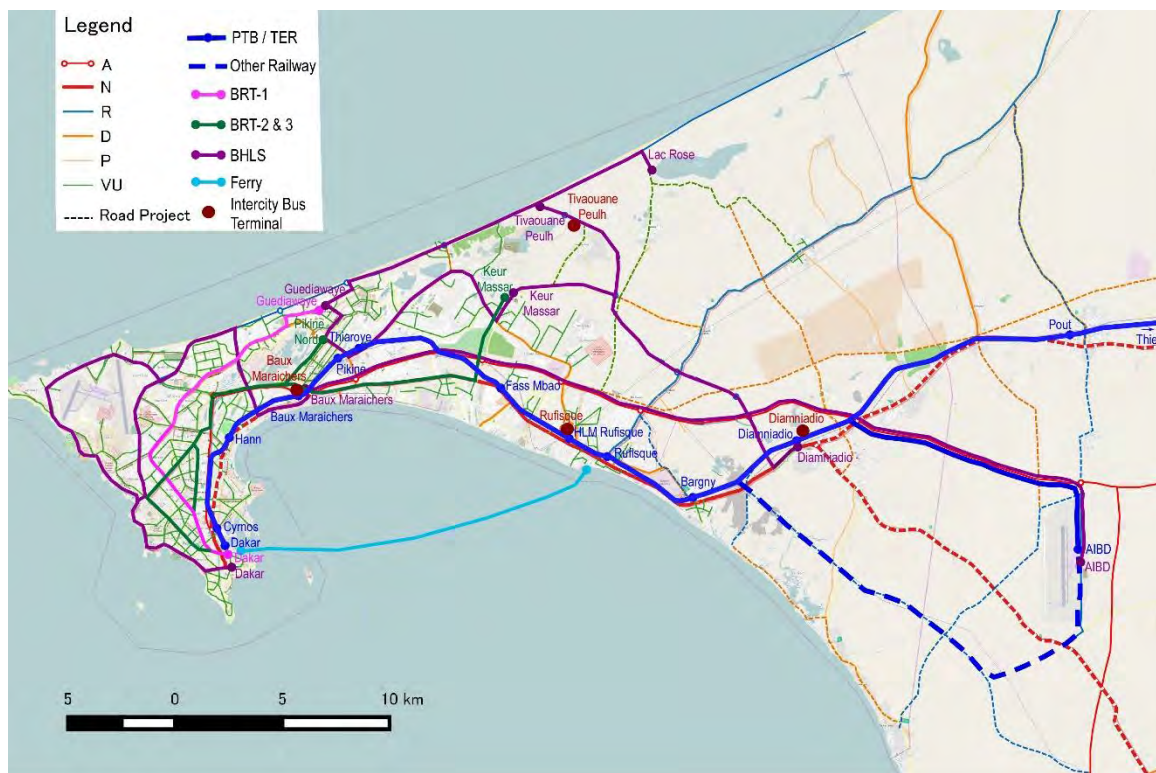 Legend
A
N
R
D
P
VU
Road Project
PTB / TER
Other Railway
BRT-1
BRT-2 & 3
BHLS
Ferry
Intercity Bus
Terminal
Lac Rose
Tivaouane
Peulh
Tivaouane
Peulh
Keur
Massar
Keur
Massar
Guediawaye
Guediawaye
Pikine
Nord
Thiaroye
Pikine
Baux
Maraichers
Baux Maraichers
Baux Maraichers
Hann
Fass Mbao
Rufisque
HLM Rufisque
Rufisque
Bargny
Diamniadio
Diamniadio
Diamniadio
Pout
Thie
AIBD
AIBD
Cyrnos
Dakar
Dakar
Dakar
5 0 5 10 km